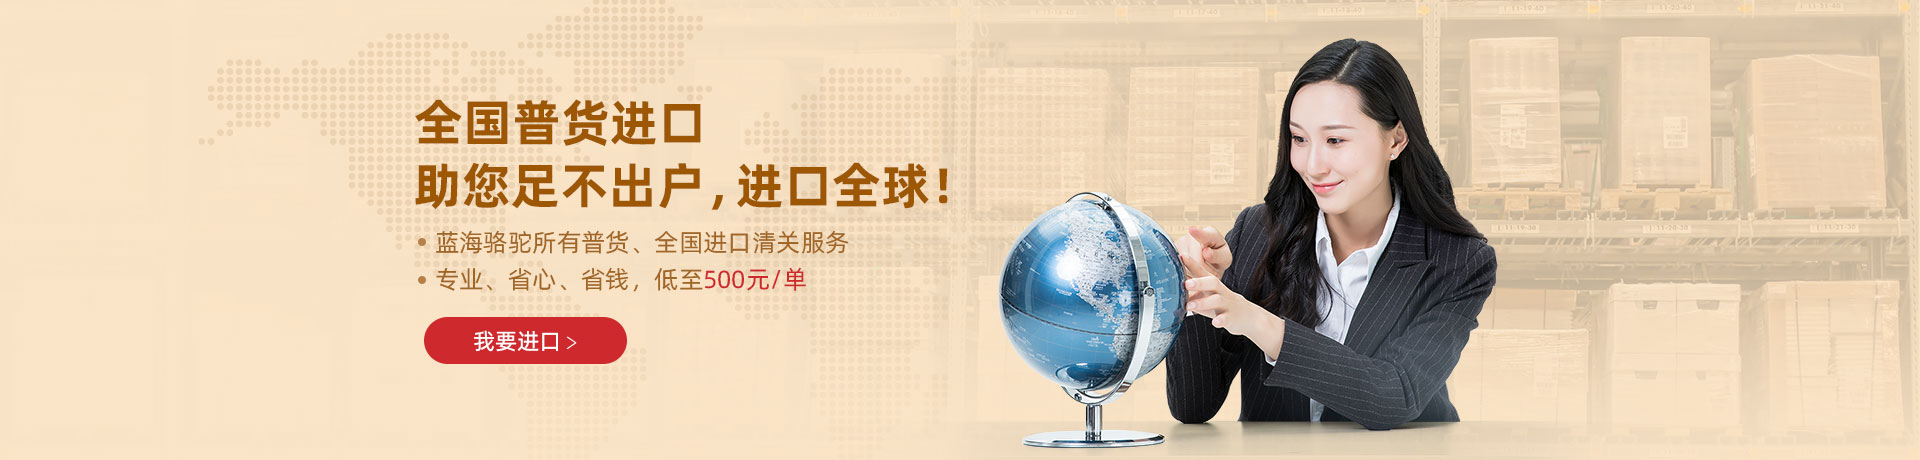 全国普货进口
助您足不出户，进口全球！
• 蓝海骆驼所有普货、全国进口清关服务
• 专业、省心、省钱，低至500元/单
我要进口 >